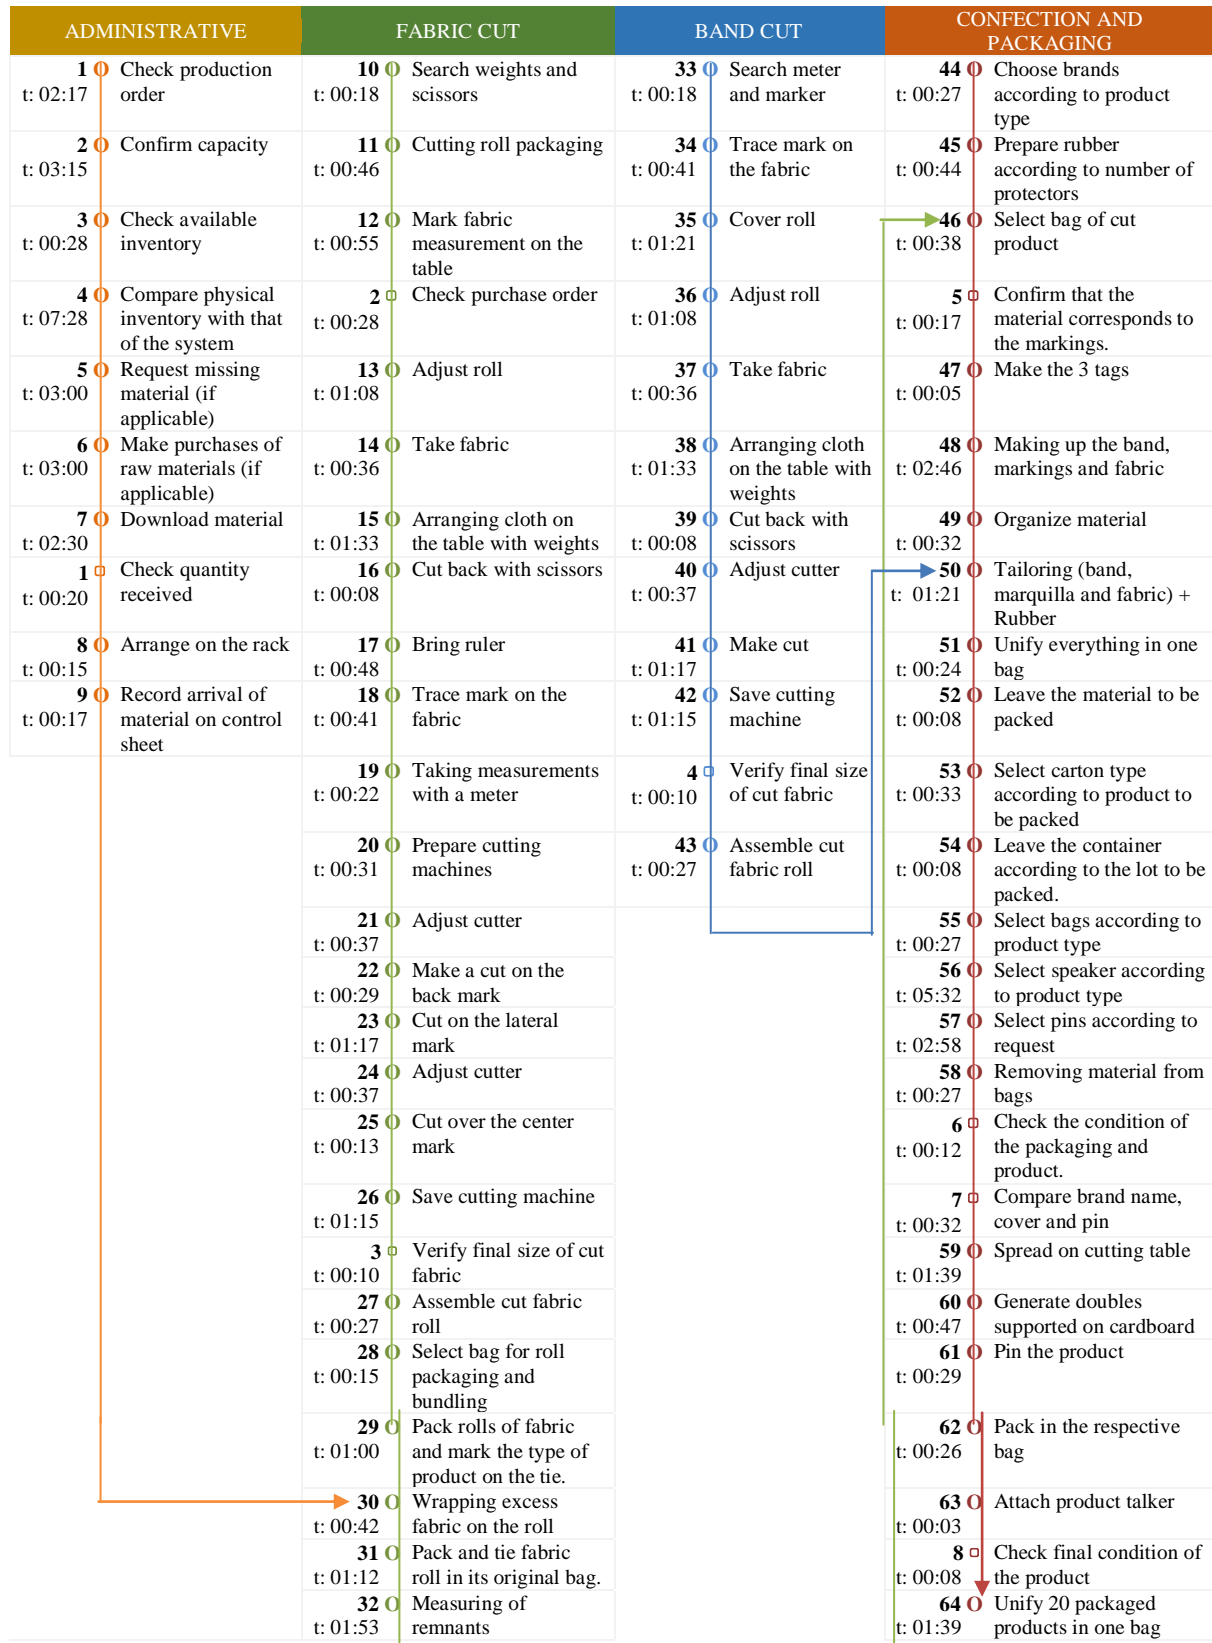 ADMINISTRATIVE
1 O Check production
t: 02:17 order
2 O Confirm capacity
t: 03:15
3 O Check available
t: 00:28 inventory
4 O Compare physical
t: 07:28 inventory with that
of the system
5 O Request missing
t: 03:00 material (if
applicable)
6 O Make purchases of
t: 03:00 raw materials (if
applicable)
7 O Download material
t: 02:30
1 Check quantity
t: 00:20 received
8 O Arrange on the rack
t: 00:15
9 O Record arrival of
t: 00:17 material on control
sheet
FABRIC CUT
10 O Search weights and
t: 00:18 scissors
11 O Cutting roll packaging
t: 00:46
12 O Mark fabric
t: 00:55 measurement on the
table
2 Check purchase order
t: 00:28
13 O Adjust roll
t: 01:08
14 O Take fabric
t: 00:36
15 O Arranging cloth on
t: 01:33 the table with weights
16 O Cut back with scissors
t: 00:08
17 O Bring ruler
t: 00:48
18 O Trace mark on the
t: 00:41 fabric
19 O Taking measurements
t: 00:22 with a meter
20 O Prepare cutting
t: 00:31 machines
21 O Adjust cutter
t: 00:37
22 O Make a cut on the
t: 00:29 back mark
23 O Cut on the lateral
t: 01:17 mark
24 O Adjust cutter
t: 00:37
25 O Cut over the center
t: 00:13 mark
26 O Save cutting machine
t: 01:15
3 Verify final size of cut
t: 00:10 fabric
27 O Assemble cut fabric
t: 00:27 roll
28 O Select bag for roll
t: 00:15 packaging and
bundling
29 O Pack rolls of fabric
t: 01:00 and mark the type of
product on the tie.
30 O Wrapping excess
t: 00:42 fabric on the roll
31 O Pack and tie fabric
t: 01:12 roll in its original bag.
32 O Measuring of
t: 01:53 remnants
BAND CUT
33 O Search meter
t: 00:18 and marker
34 O Trace mark on
t: 00:41 the fabric
35 O Cover roll
t: 01:21
36 O Adjust roll
t: 01:08
37 O Take fabric
t: 00:36
38 O Arranging cloth
t: 01:33 on the table with
weights
39 O Cut back with
t: 00:08 scissors
40 O Adjust cutter
t: 00:37
41 O Make cut
t: 01:17
42 O Save cutting
t: 01:15 machine
4 Verify final size
t: 00:10 of cut fabric
43 O Assemble cut
t: 00:27 fabric roll
CONFECTION AND
PACKAGING
44 O Choose brands
t: 00:27 according to product
type
45 O Prepare rubber
t: 00:44 according to number of
protectors
46 O Select bag of cut
t: 00:38 product
5 Confirm that the
t: 00:17 material corresponds to
the markings.
47 O Make the 3 tags
t: 00:05
48 O Making up the band,
t: 02:46 markings and fabric
49 O Organize material
t: 00:32
50 O Tailoring (band,
t: 01:21 marquilla and fabric) +
Rubber
51 O Unify everything in one
t: 00:24 bag
52 O Leave the material to be
t: 00:08 packed
53 O Select carton type
t: 00:33 according to product to
be packed
54 O Leave the container
t: 00:08 according to the lot to be
packed.
55 O Select bags according to
t: 00:27 product type
56 O Select speaker according
t: 05:32 to product type
57 O Select pins according to
t: 02:58 request
58 O Removing material from
t: 00:27 bags
6 Check the condition of
t: 00:12 the packaging and
product.
7 Compare brand name,
t: 00:32 cover and pin
59 O Spread on cutting table
t: 01:39
60 O Generate doubles
t: 00:47 supported on cardboard
61 O Pin the product
t: 00:29
62 O Pack in the respective
t: 00:26 bag
63 O Attach product talker
t: 00:03
8 Check final condition of
t: 00:08 the product
64 O Unify 20 packaged
t: 01:39 products in one bag